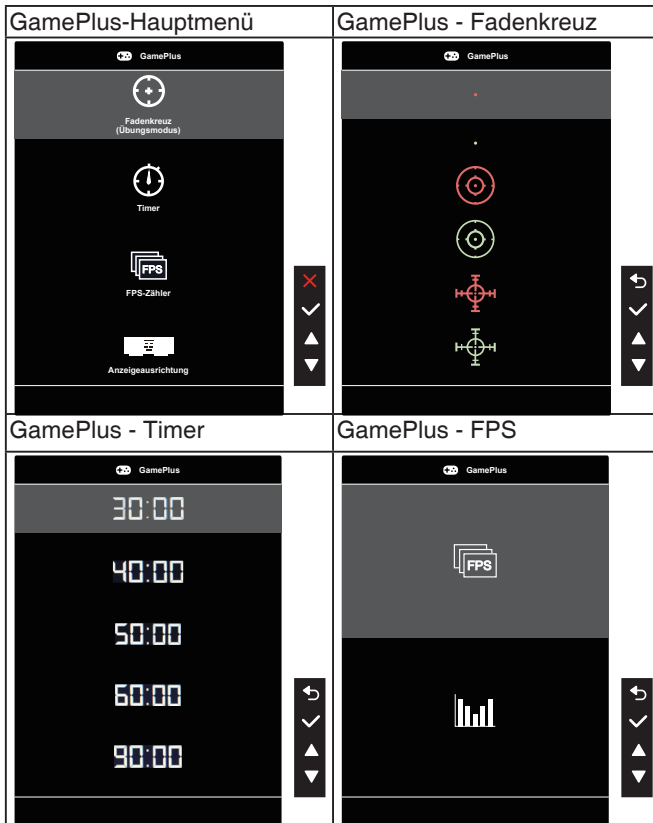 GamePlus-Hauptmenü
GamePlus
Fadenkreuz
(Übungsmodus)
Timer
FPS
FPS-Zähler
Anzeigeausrichtung
GamePlus - Fadenkreuz
GamePlus
GamePlus - Timer
GamePlus
30:00
40:00
50:00
60:00
90:00
GamePlus - FPS
GamePlus
FPS